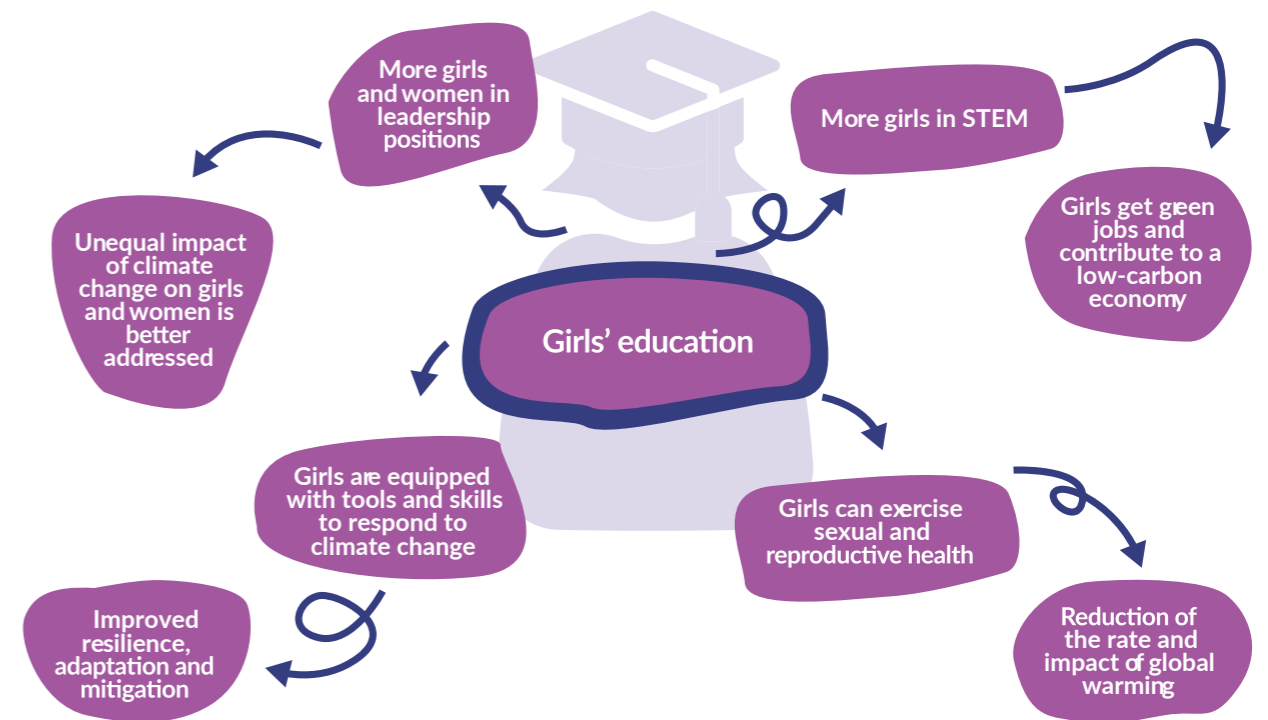 More girls
and women in
leadership
positions
More girls in STEM
Unequal impact
of climate
change on girls
and women is
better
addressed
Girls get green
jobs and
contribute to a
low-carbon
economy
Girls’ education
Girls are equipped
with tools and skills
to respond to
climate change
Girls can exercise
sexual and
reproductive health
Improved
resilience,
adaptation and
mitigation
Reduction of
the rate and
impact of global
warming